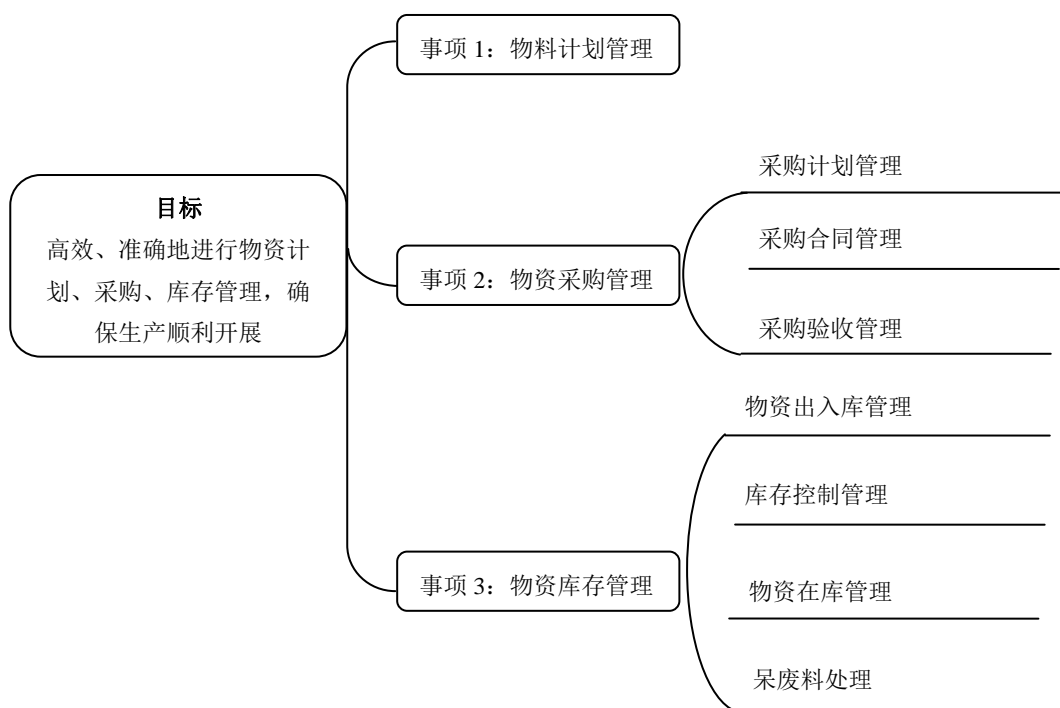 事项 1：物料计划管理
目标
高效、准确地进行物资计
划、采购、库存管理，确
保生产顺利开展
事项 2：物资采购管理
采购计划管理
采购合同管理
采购验收管理
事项 3：物资库存管理
物资出入库管理
库存控制管理
物资在库管理
呆废料处理